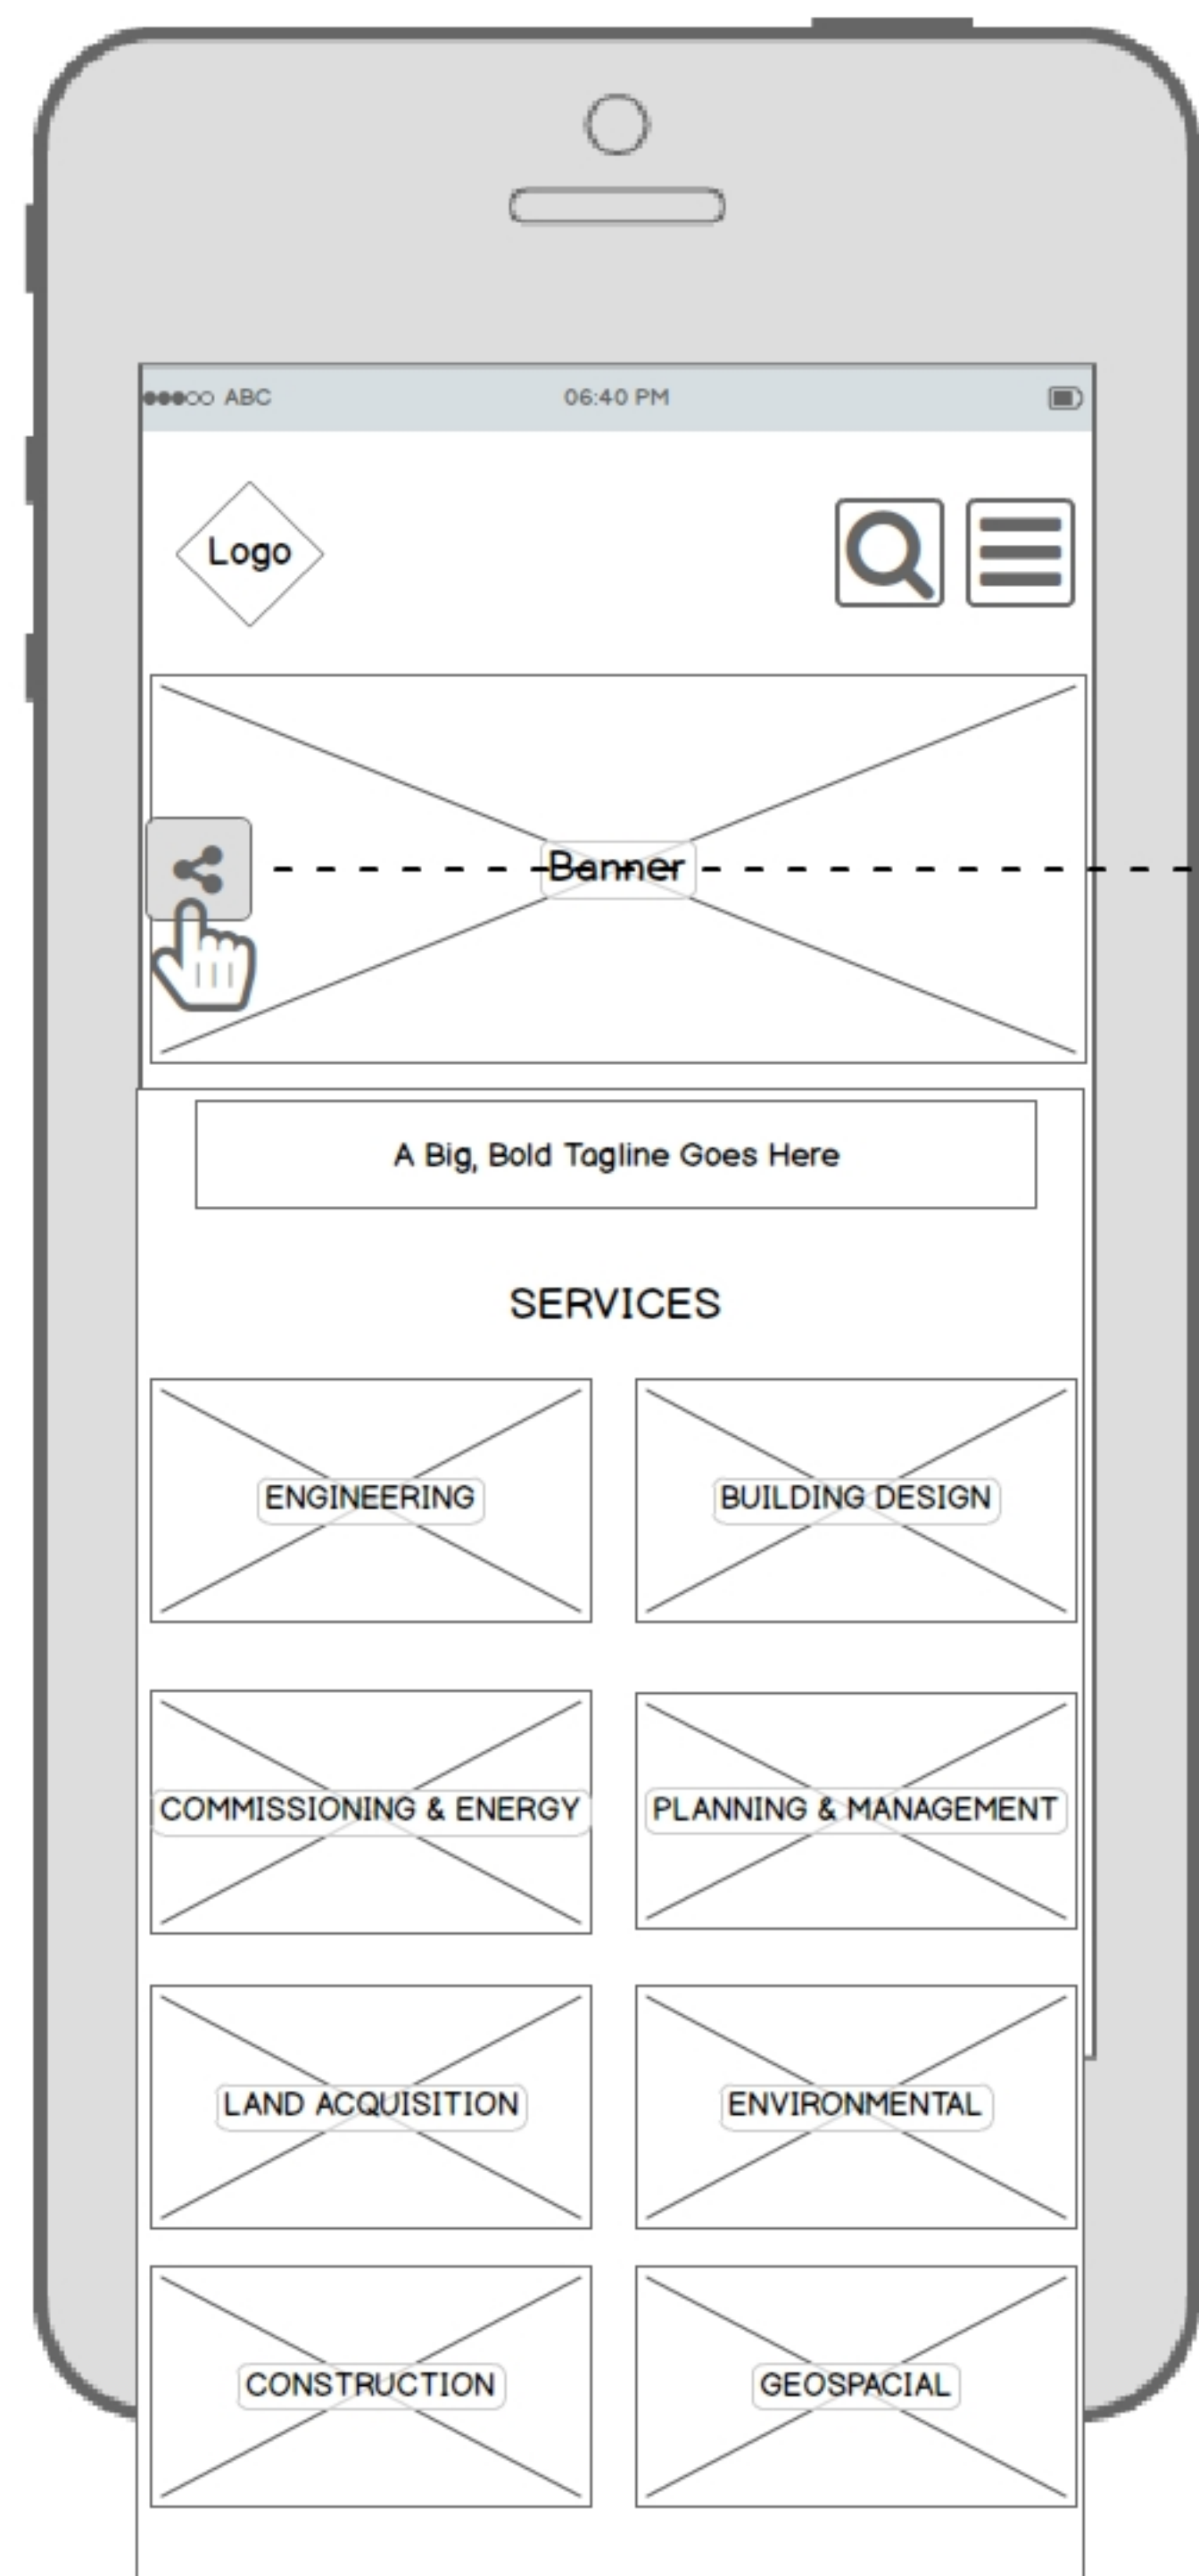 ABC 06:40 PM
Logo
Banner
A Big, Bold Tagline Goes Here
SERVICES
ENGINEERING BUILDING DESIGN
COMMISSIONING & ENERGY PLANNING & MANAGEMENT
LAND ACQUISITION ENVIRONMENTAL
CONSTRUCTION GEOSPACIAL